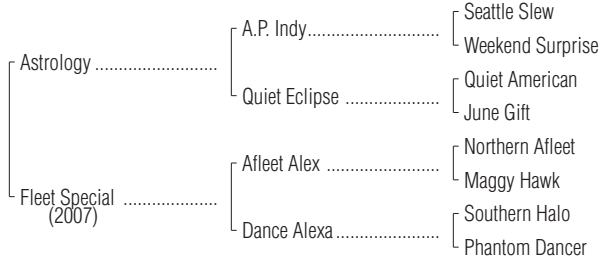 Seattle Slew
A.P. Indy
Weekend Surprise
Astrology
Quiet American
Quiet Eclipse
June Gift
Northern Afleet
Afleet Alex
Maggy Hawk
Fleet Special
(2007)
Southern Halo
Dance Alexa
Phantom Dancer